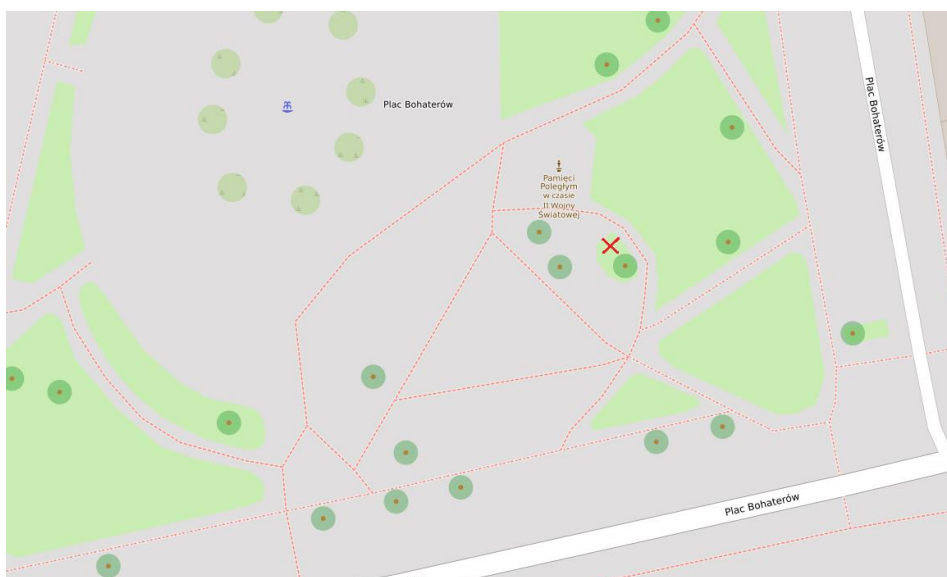 Plac Bohaterów
Plac Bohaterów
Pamięci
Poległym
w czasie
II Wojny
Światowej
Plac Bohaterów